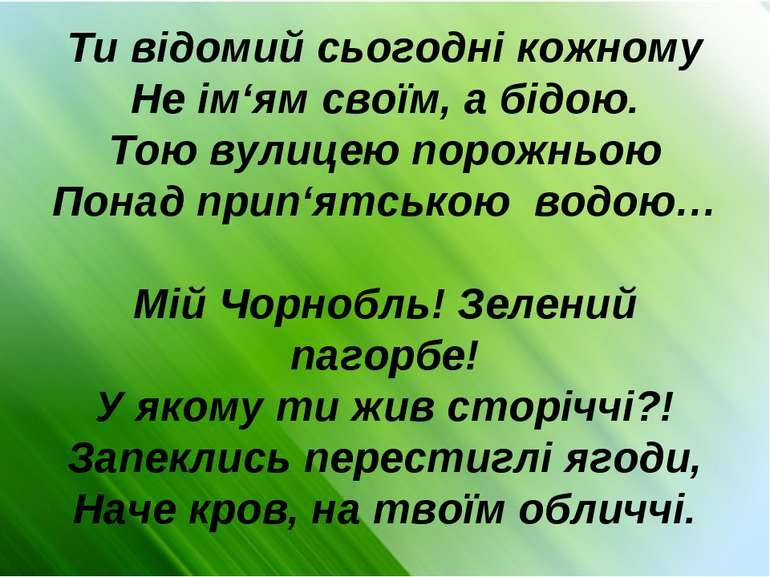 Ти відомий сьогодні кожному
Не ім‘ям своїм, а бідою.
Тою вулицею порожньою
Понад прип‘ятською водою…
Мій Чорнобль! Зелений
пагорбе!
У якому ти жив сторіччі?!
Запеклись перестиглі ягоди,
Наче кров, на твоїм обличчі.